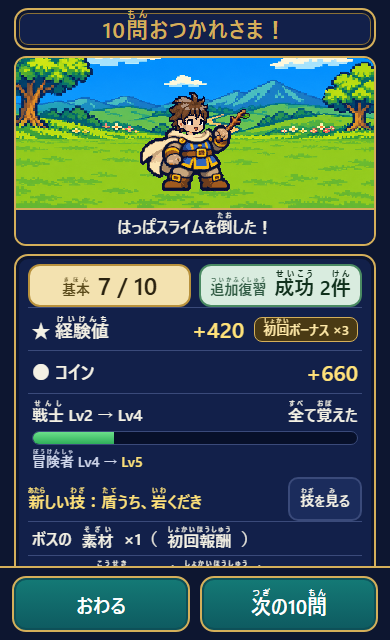 10問おつかれさま！
はっぱスライムを倒した！
基本 7 / 10
追加復習 成功 2件
★ 経験値 +420 初回ボーナス ×3
● コイン +660
戦士 Lv2 → Lv4 全て覚えた
冒険者 Lv4 → Lv5
新しい技：盾うち、岩くだき 技を見る
ボスの 素材 ×1（ 初回報酬 ）
おわる
次の10問